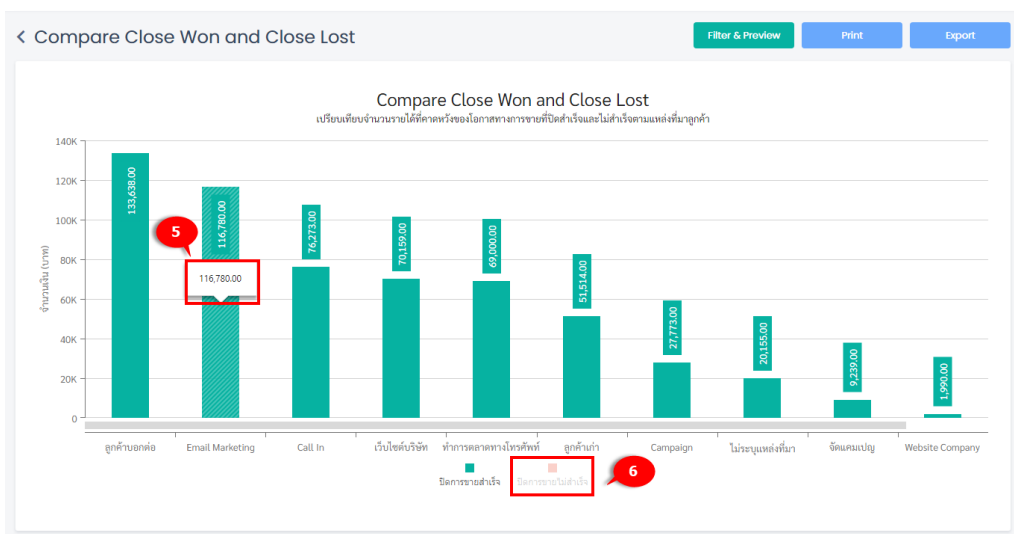 Compare Close Won and Close Lost
Filter & Preview
Print
Export
Compare Close Won and Close Lost
เปรียบเทียบจำนวนรายได้ที่คาดหวังของโอกาสทางการขายที่ปิดสำเร็จและไม่สำเร็จตามแหล่งที่มาลูกค้า
จำนวนเงิน (บาท)
140K
120K
100K
80K
60K
40K
20K
0
133,638.00
116,780.00
76,273.00
70,159.00
69,000.00
51,514.00
27,773.00
20,155.00
9,239.00
1,990.00
5
116,780.00
ลูกค้าบอกต่อ
Email Marketing
Call In
เว็บไซต์บริษัท
ทำการตลาดทางโทรศัพท์
ลูกค้าเก่า
Campaign
ไม่ระบุแหล่งที่มา
จัดแคมเปญ
Website Company
ปิดการขายสำเร็จ
ปิดการขายไม่สำเร็จ
6